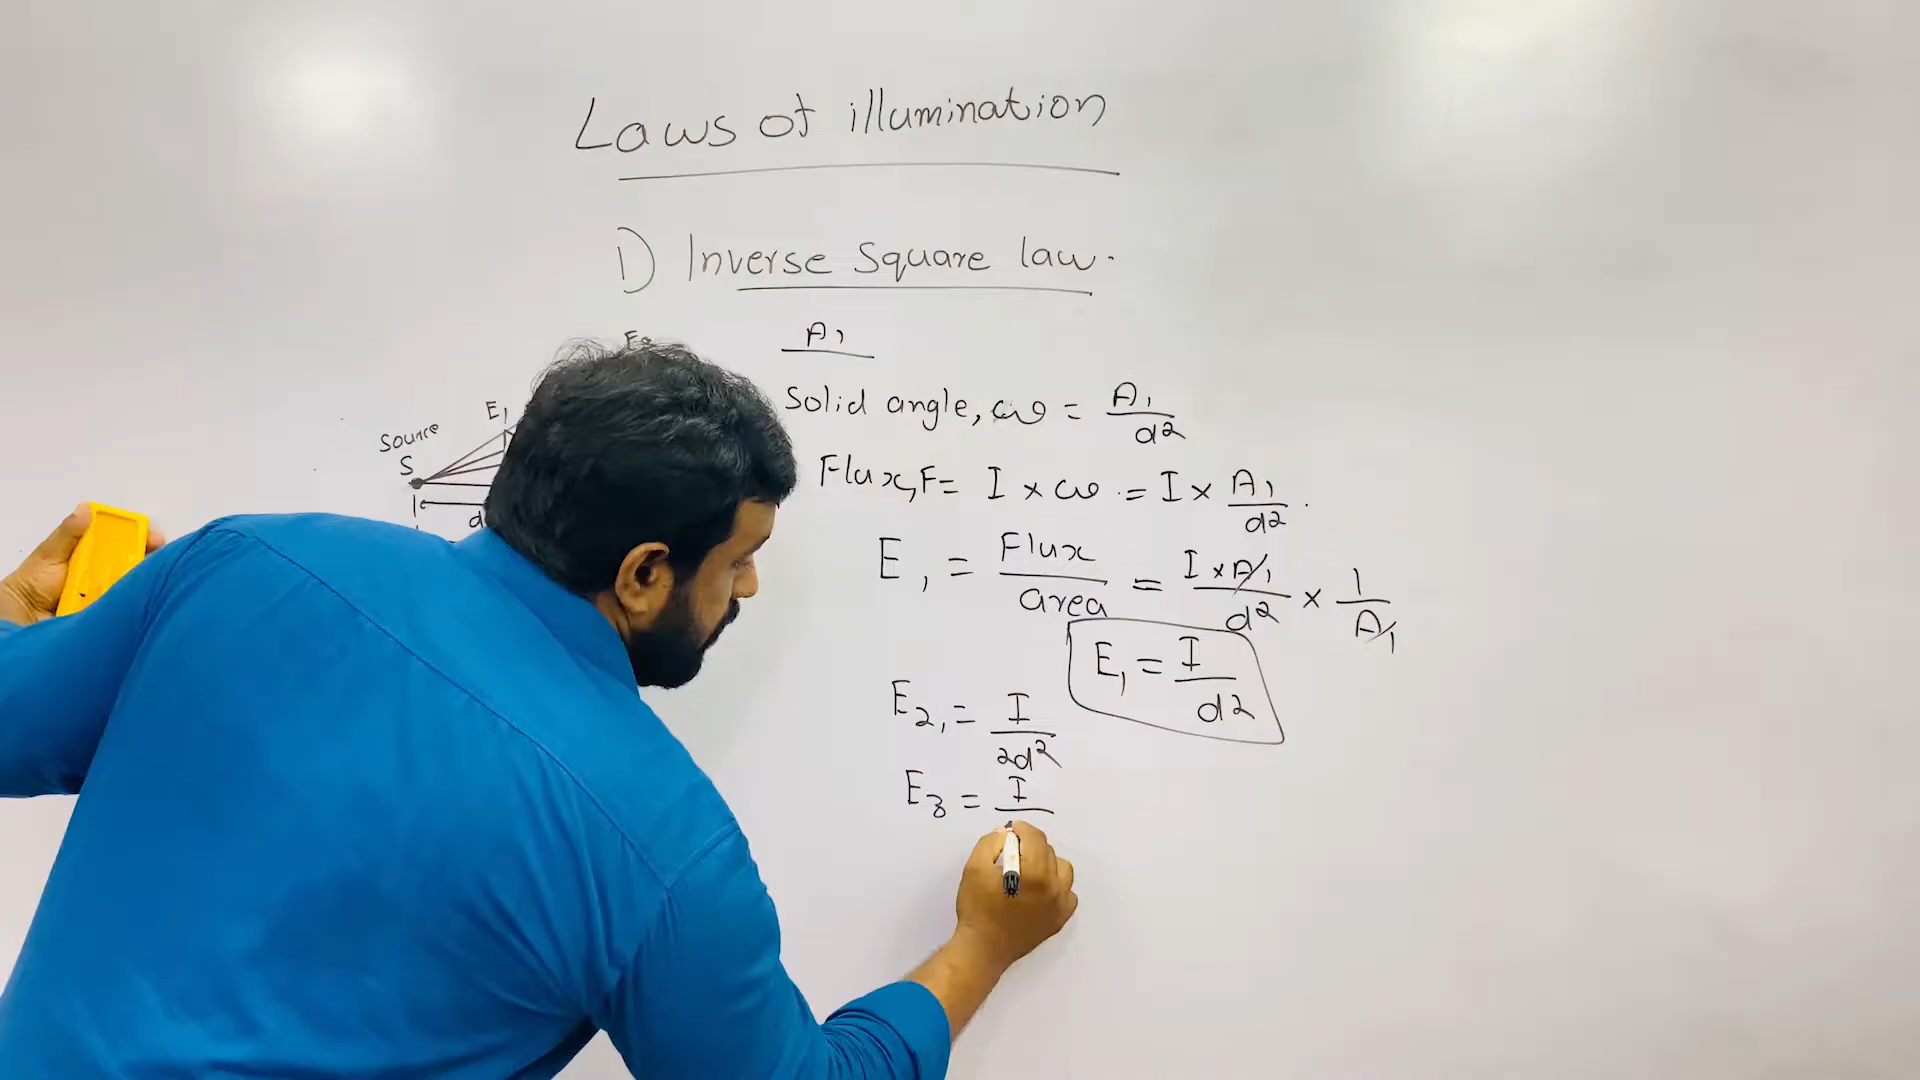 Laws of illumination
1) Inverse Square law.
A₁
Solid angle, ω = A₁/d²
Flux, F = I × ω = I × A₁/d².
E₁ = Flux/area = I × A₁/d² × 1/A₁
E₁ = I/d²
E₂, = I/2d²
E₃ = I
E₁
Source
S
d